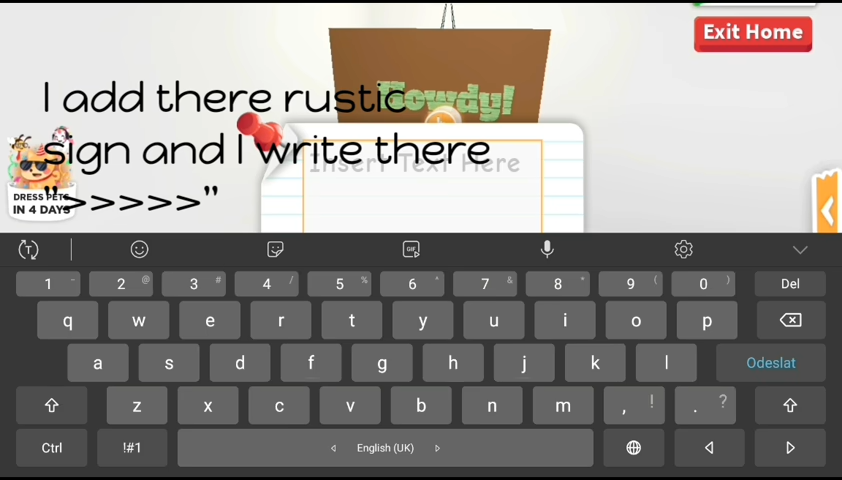 Exit Home
Howdy!
I add there rustic
sign and I write there
">>>>>"
Insert Text Here
DRESS PETS
IN 4 DAYS
T
GIF
1 - 2 @ 3 # 4 / 5 % 6 ^ 7 & 8 * 9 ( 0 ) Del
q w e r t y u i o p
a s d f g h j k l Odeslat
z x c v b n m , ! . ?
Ctrl !#1 English (UK)